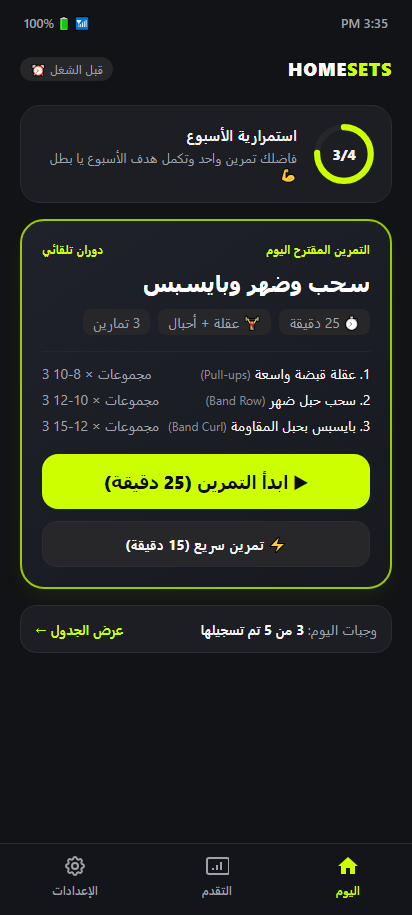 3:35 PM
100%
HOMESETS
قبل الشغل
3/4
استمرارية الأسبوع
فاضلك تمرين واحد وتكمل هدف الأسبوع يا بطل
💪
التمرين المقترح اليوم
دوران تلقائي
سحب وضهر وبايسبس
25 دقيقة
عقلة + أحبال
3 تمارين
1. عقلة قبضة واسعة (Pull-ups)
3 مجموعات × 8-10
2. سحب حبل ضهر (Band Row)
3 مجموعات × 10-12
3. بايسبس بحبل المقاومة (Band Curl)
3 مجموعات × 12-15
▶ ابدأ التمرين (25 دقيقة)
⚡ تمرين سريع (15 دقيقة)
وجبات اليوم: 3 من 5 تم تسجيلها
عرض الجدول ←
اليوم
التقدم
الإعدادات